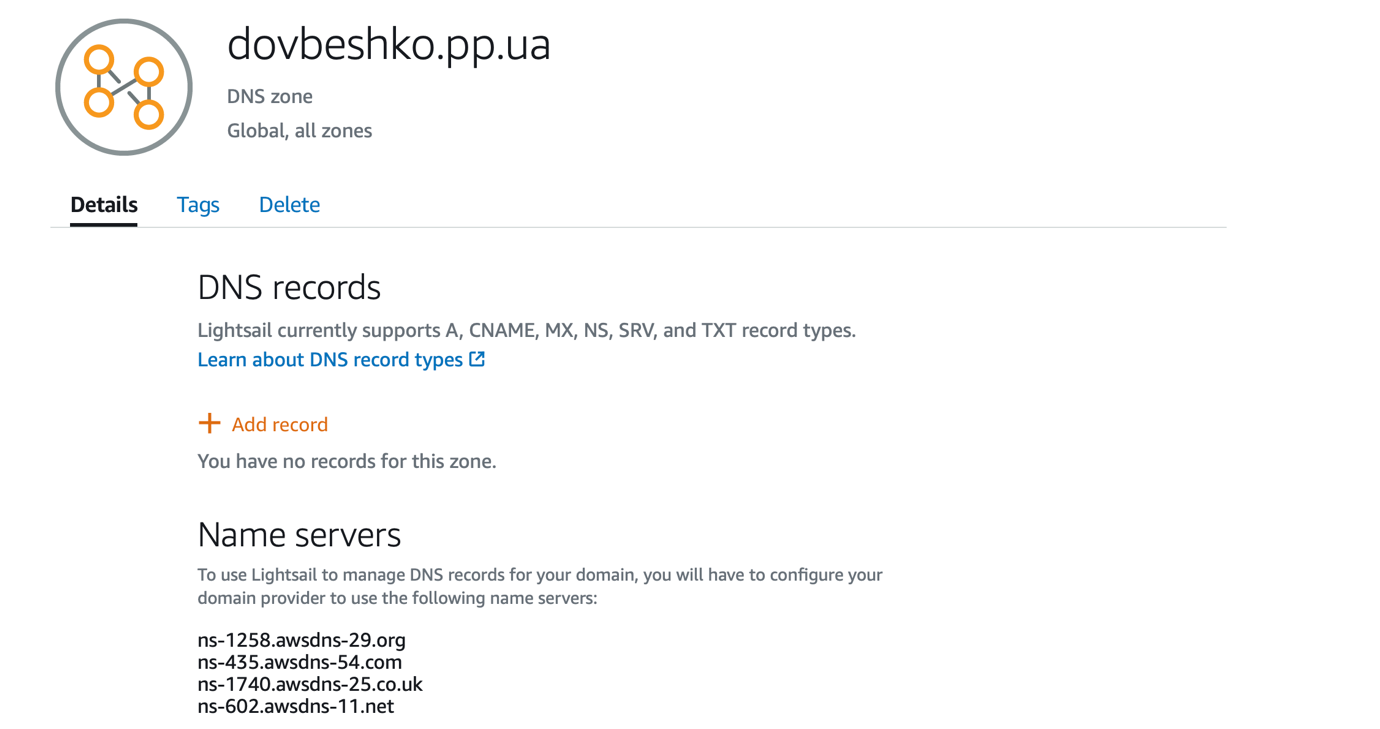 dovbeshko.pp.ua
DNS zone
Global, all zones
Details Tags Delete
DNS records
Lightsail currently supports A, CNAME, MX, NS, SRV, and TXT record types.
Learn about DNS record types
Add record
You have no records for this zone.
Name servers
To use Lightsail to manage DNS records for your domain, you will have to configure your
domain provider to use the following name servers:
ns-1258.awsdns-29.org
ns-435.awsdns-54.com
ns-1740.awsdns-25.co.uk
ns-602.awsdns-11.net